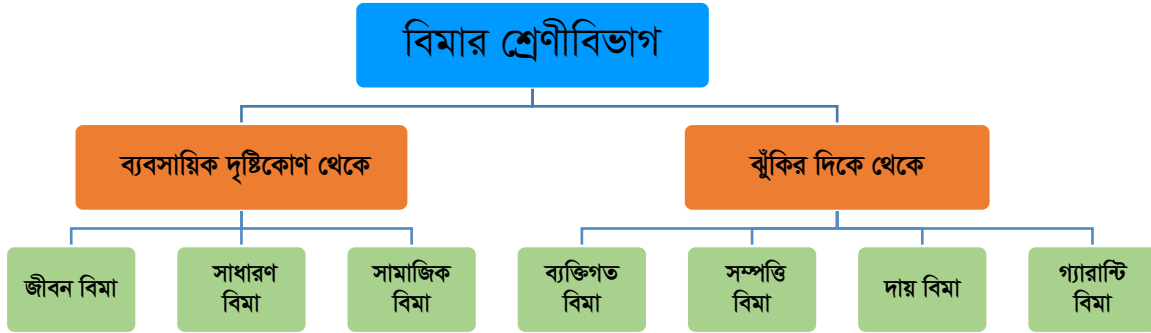 বিমার শ্রেণীবিভাগ
ব্যবসায়িক দৃষ্টিকোণ থেকে
ঝুঁকির দিকে থেকে
জীবন বিমা
সাধারণ
বিমা
সামাজিক
বিমা
ব্যক্তিগত
বিমা
সম্পত্তি
বিমা
দায় বিমা
গ্যারান্টি
বিমা